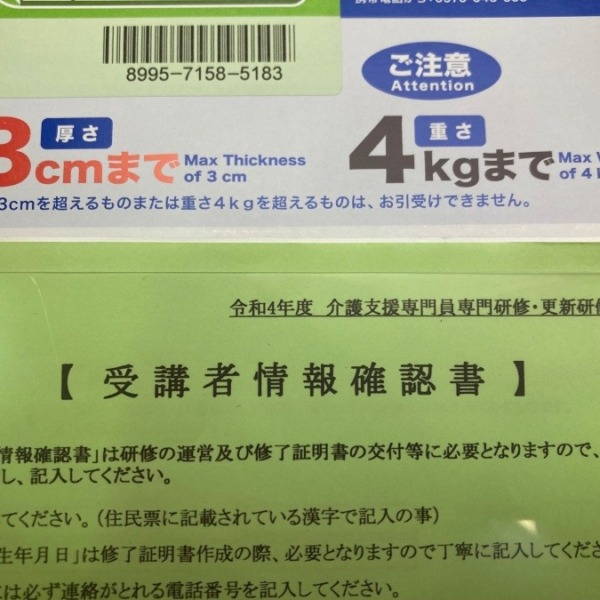 8995-7158-5183
ご注意
Attention
厚さ
3cmまで
Max Thickness
of 3 cm
重さ
4kgまで
of 4
3cmを超えるものまたは重さ4kgを超えるものは、お引受けできません。
令和4年度 介護支援専門員専門研修・更新研
【 受講者情報確認書 】
情報確認書」は研修の運営及び修了証明書の交付等に必要となりますので、
し、記入してください。
てください。(住民票に記載されている漢字で記入の事)
生年月日」は修了証明書作成の際、必要となりますので丁寧に記入してくださ
には必ず連絡がとれる電話番号を記入してください。